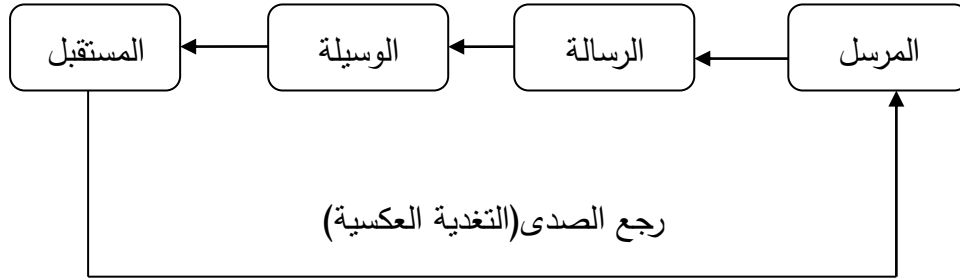 المرسل
الرسالة
الوسيلة
المستقبل
رجع الصدى(التغدية العكسية)